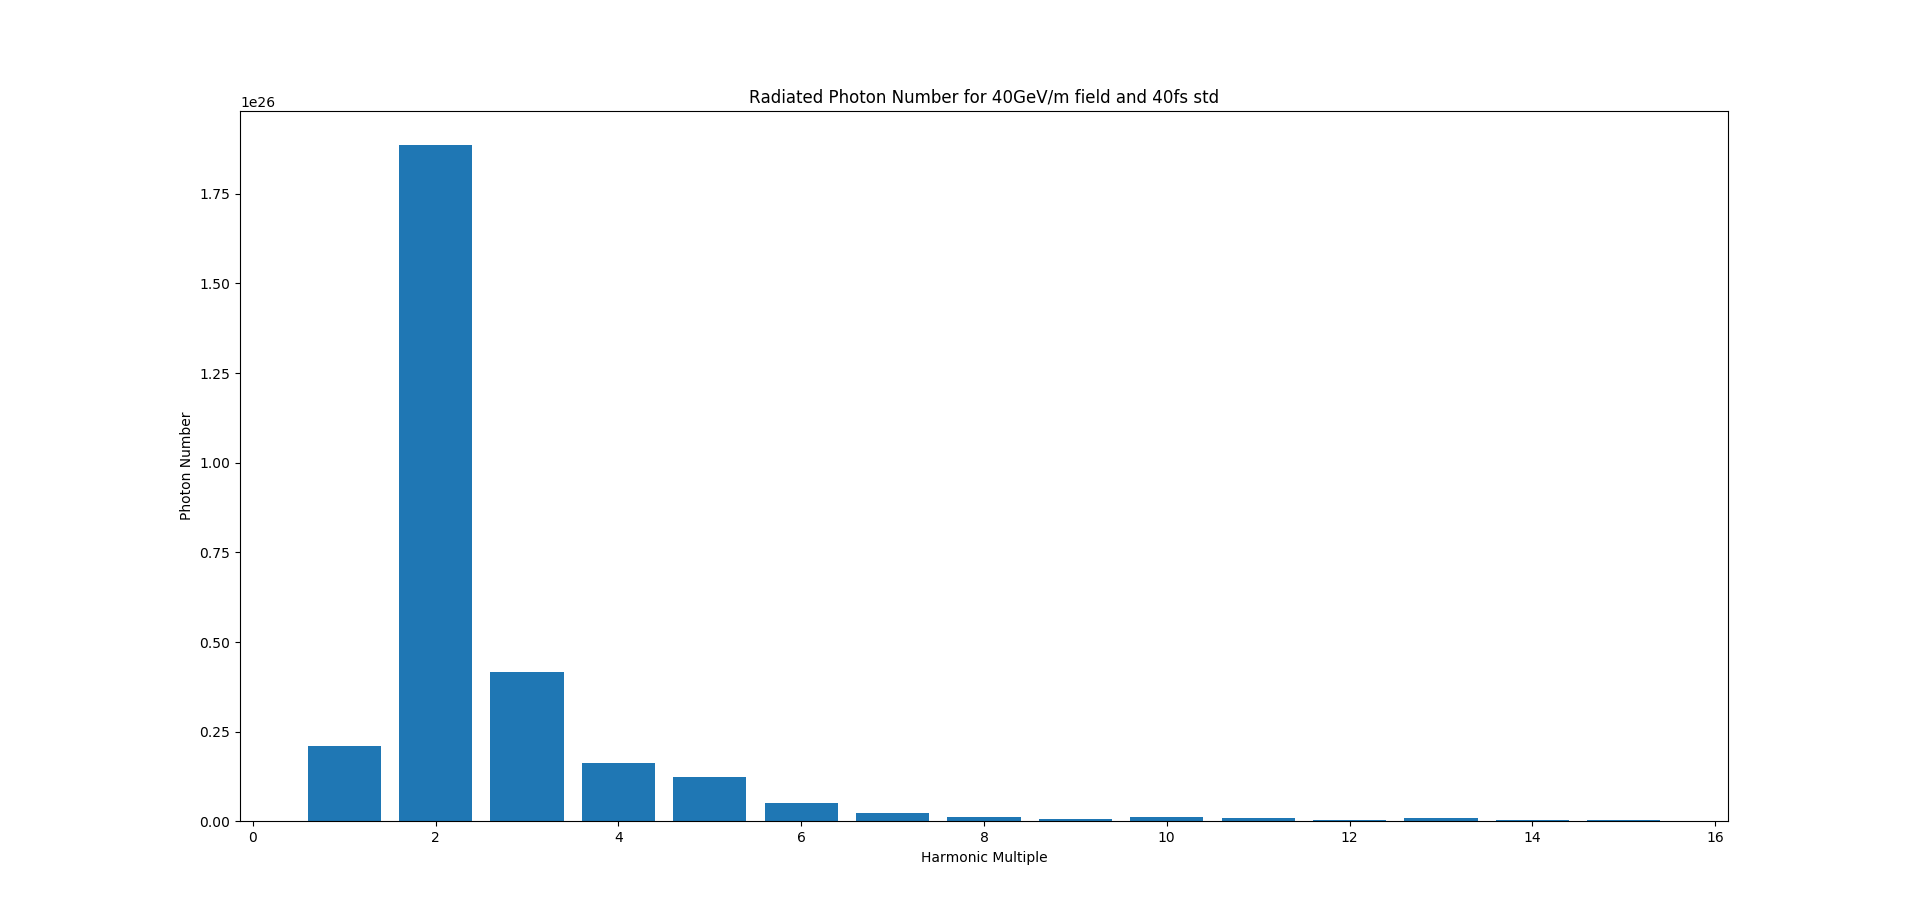 Radiated Photon Number for 40GeV/m field and 40fs std
1e26
1.75
1.50
1.25
1.00
0.75
0.50
0.25
0.00
Photon Number
0 2 4 6 8 10 12 14 16
Harmonic Multiple